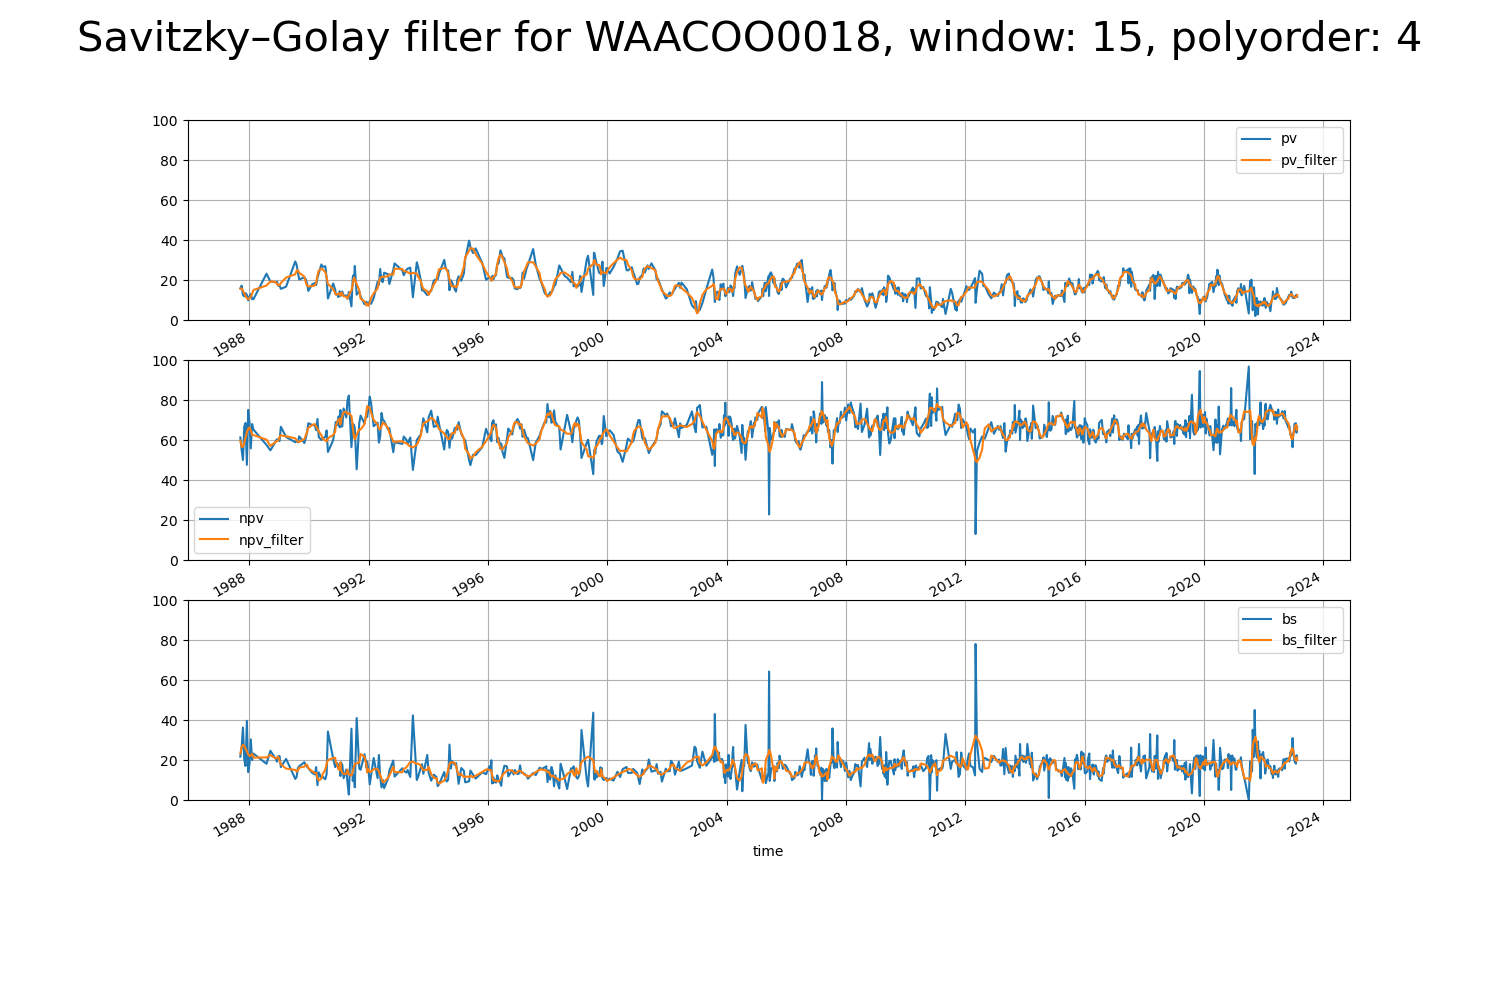 Savitzky–Golay filter for WAACOO0018, window: 15, polyorder: 4
100
80
60
40
20
0
pv
pv_filter
1988 1992 1996 2000 2004 2008 2012 2016 2020 2024
100
80
60
40
20
0
npv
npv_filter
1988 1992 1996 2000 2004 2008 2012 2016 2020 2024
100
80
60
40
20
0
bs
bs_filter
1988 1992 1996 2000 2004 2008 2012 2016 2020 2024
time